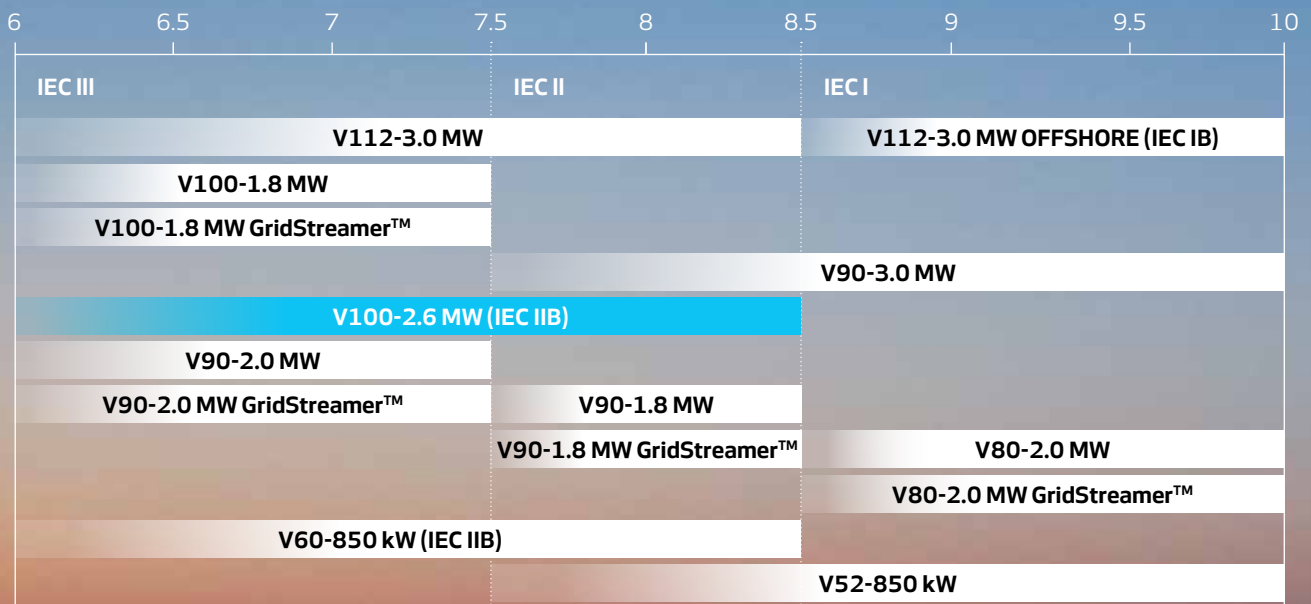 6 6.5 7 7.5 8 8.5 9 9.5 10
IEC III IEC II IEC I
V112-3.0 MW V112-3.0 MW OFFSHORE (IEC IB)
V100-1.8 MW
V100-1.8 MW GridStreamer™
V90-3.0 MW
V100-2.6 MW (IEC IIB)
V90-2.0 MW
V90-2.0 MW GridStreamer™ V90-1.8 MW
V90-1.8 MW GridStreamer™ V80-2.0 MW
V80-2.0 MW GridStreamer™
V60-850 kW (IEC IIB)
V52-850 kW